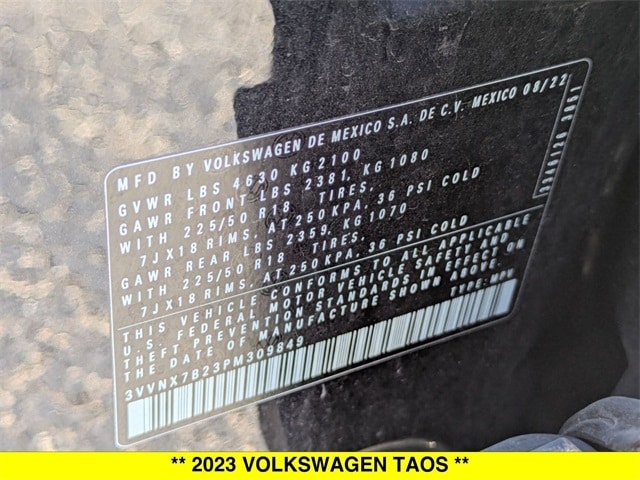 MFD BY VOLKSWAGEN DE MEXICO S.A. DE C.V. MEXICO 08/22
GVWR LBS 4630 KG 2100
GAWR FRONT LBS 2381, KG 1080
WITH 225/50 R18 TIRES,
7JX18 RIMS, AT 250 KPA, 36 PSI COLD
GAWR REAR LBS 2359, KG 1070
WITH 225/50 R18 TIRES,
7JX18 RIMS, AT 250 KPA, 36 PSI COLD
THIS VEHICLE CONFORMS TO ALL APPLICABLE
U.S. FEDERAL MOTOR VEHICLE SAFETY AND
THEFT PREVENTION STANDARDS IN EFFECT ON
THE DATE OF MANUFACTURE SHOWN ABOVE.
3VVNX7B23PM309849 TYPE: MPV
** 2023 VOLKSWAGEN TAOS **